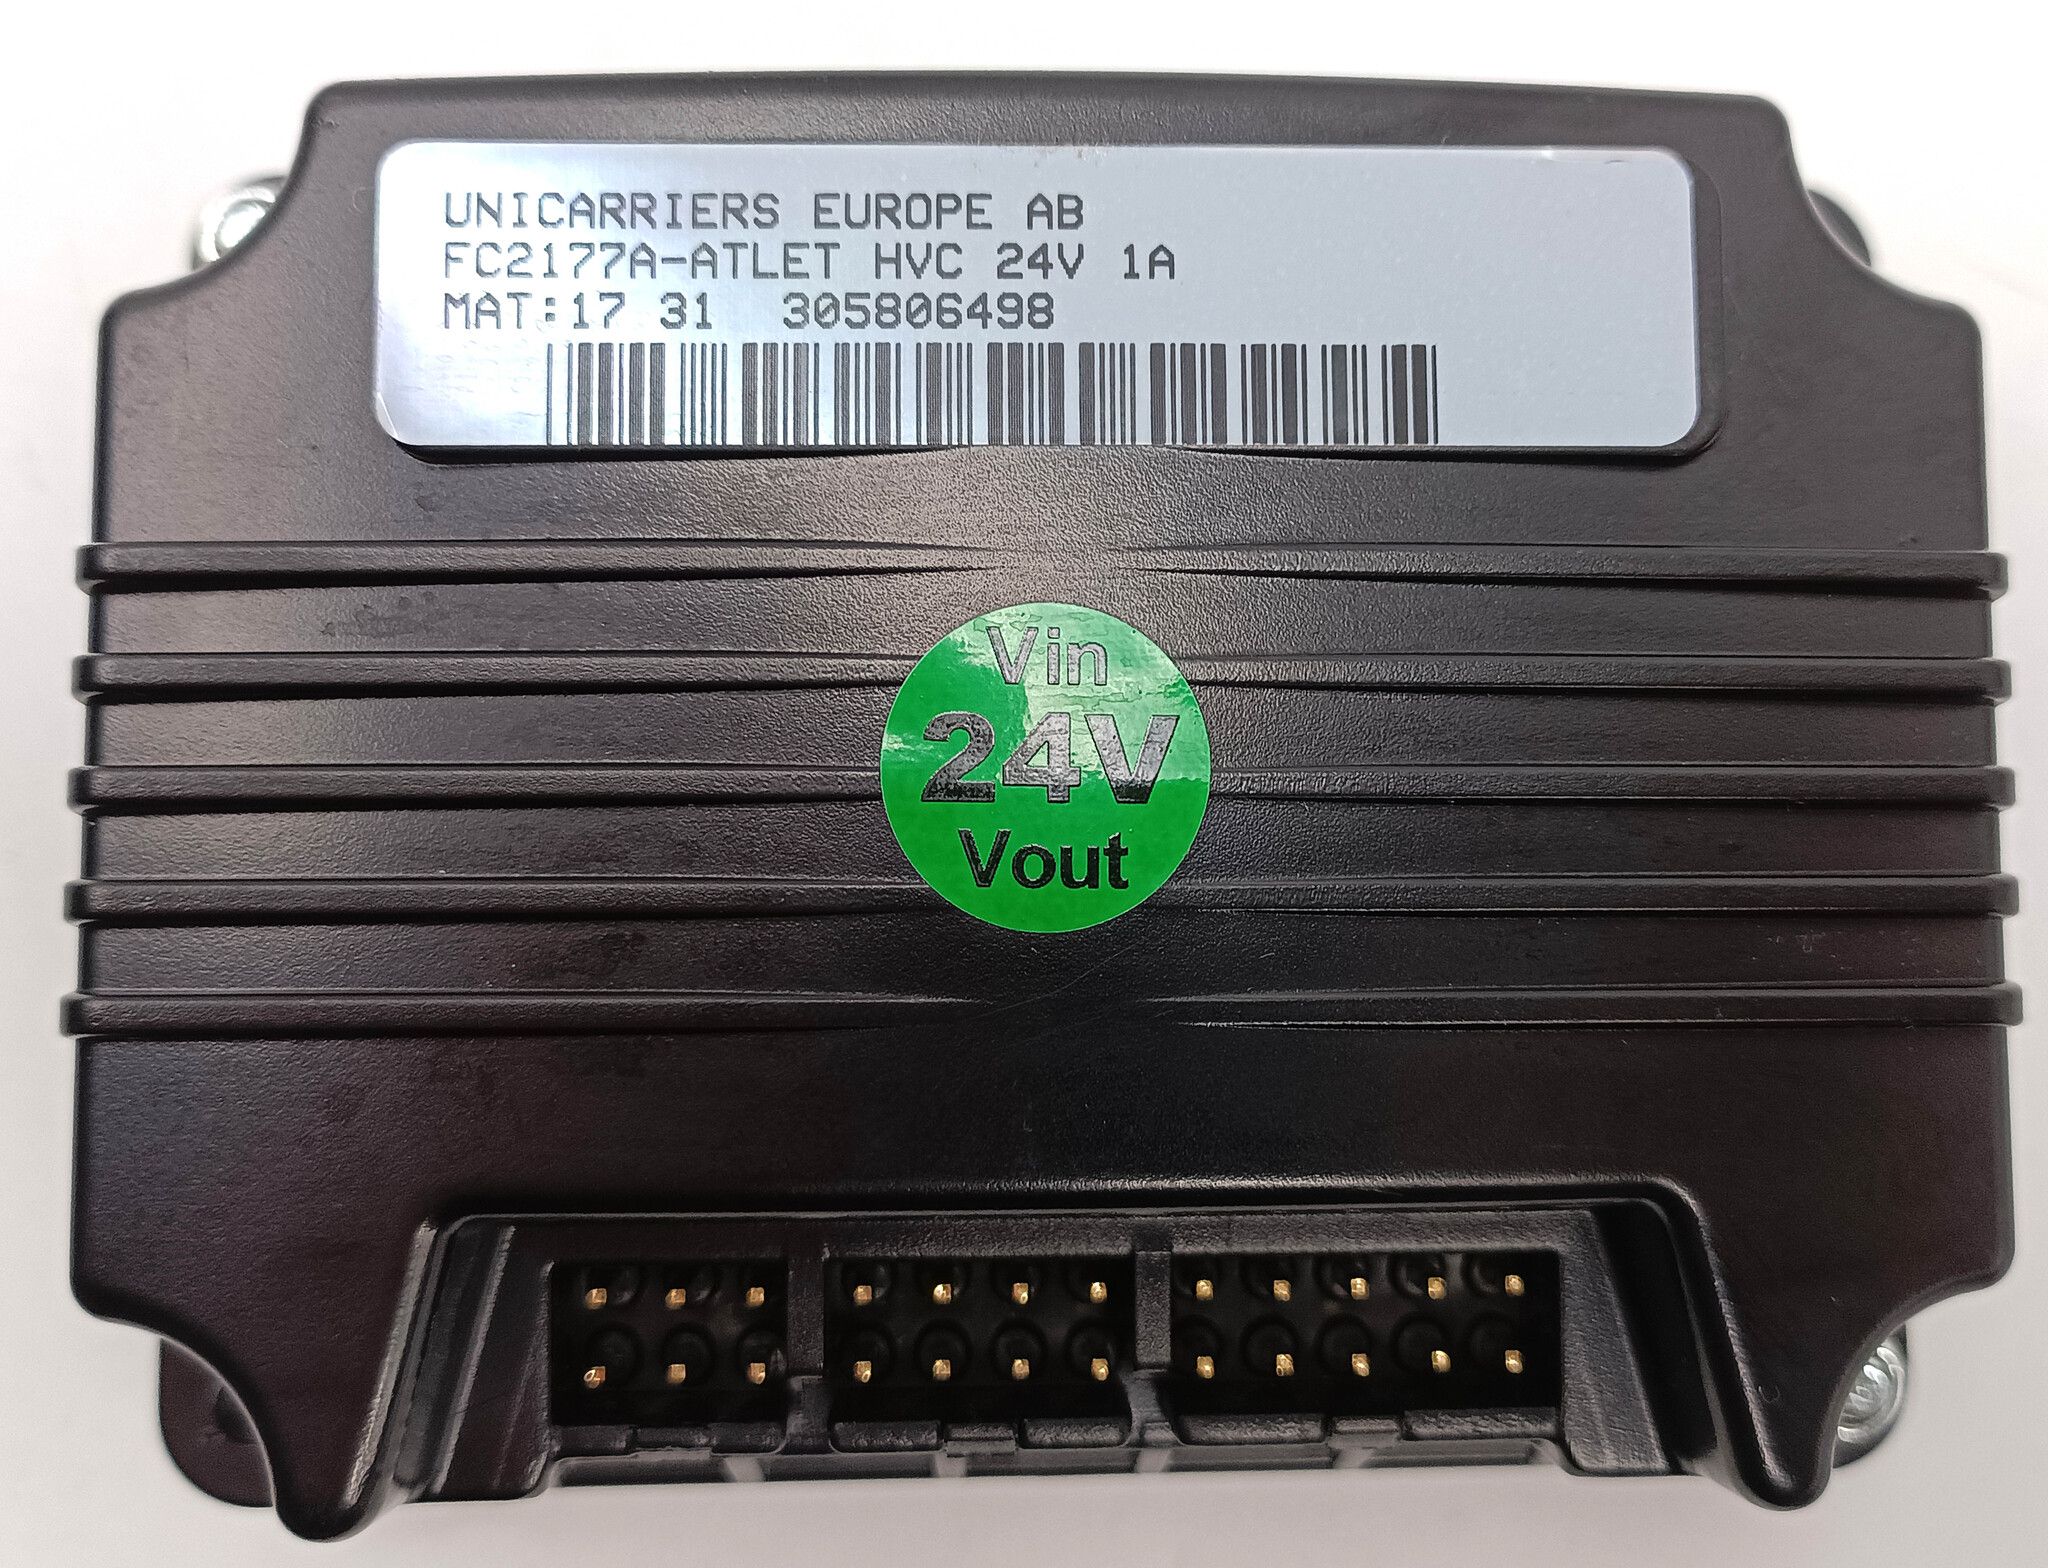 UNICARRIERS EUROPE AB
FC2177A-ATLET HVC 24V 1A
MAT:17 31 305806498
Vin
24V
Vout